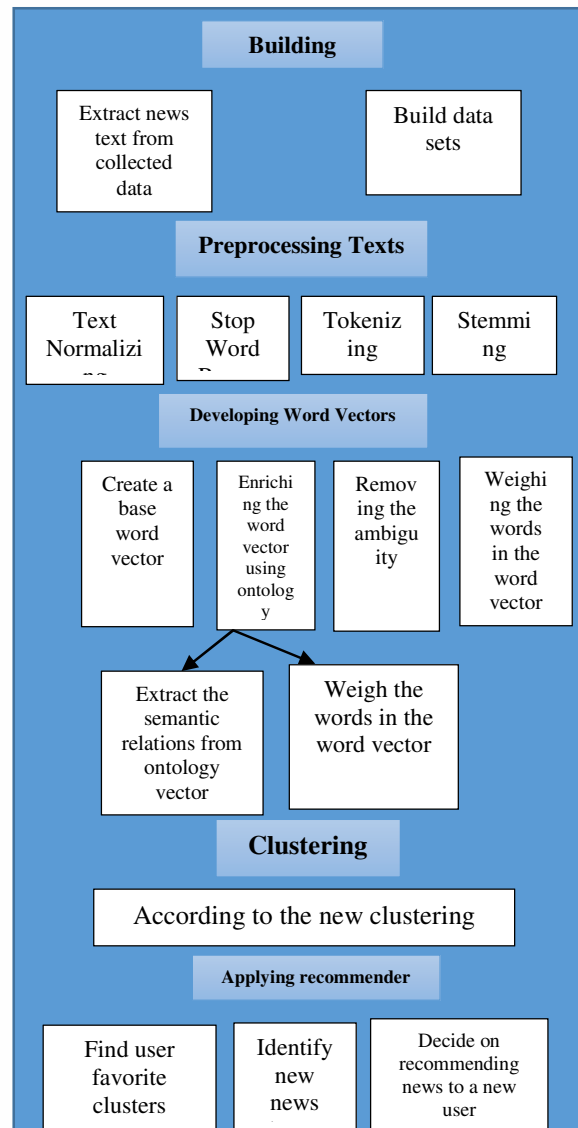 Building
Extract news
text from
collected
data
Build data
sets
Preprocessing Texts
Text
Normalizi
ng
Stop
Word
Tokeniz
ing
Stemmi
ng
Developing Word Vectors
Create a
base
word
vector
Enrichi
ng the
word
vector
using
ontolog
y
Remov
ing the
ambigu
ity
Weighi
ng the
words
in the
word
vector
Extract the
semantic
relations from
ontology
vector
Weigh the
words in the
word vector
Clustering
According to the new clustering
Applying recommender
Find user
favorite
clusters
Identify
new
news
Decide on
recommending
news to a new
user